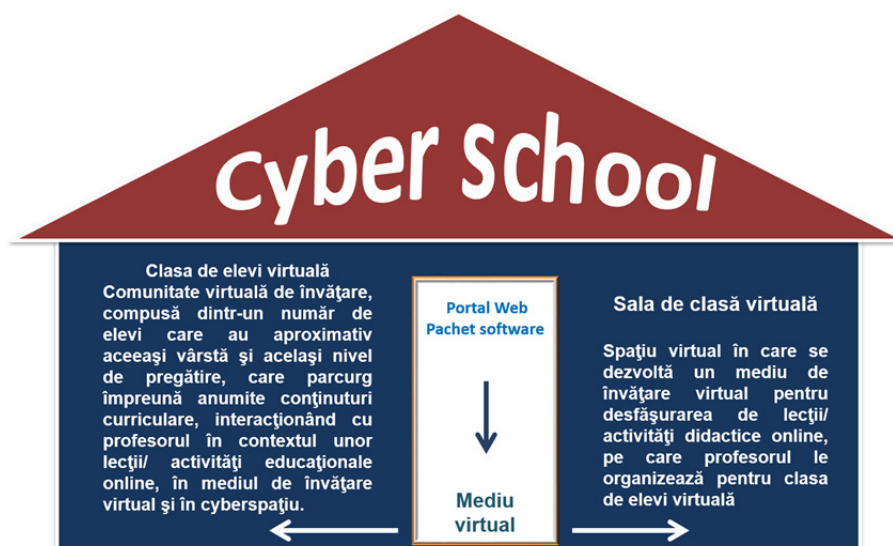 Cyber School
Clasa de elevi virtuală
Comunitate virtuală de învăţare,
compusă dintr-un număr de
elevi care au aproximativ
aceeaşi vârstă şi acelaşi nivel
de pregătire, care parcurg
împreună anumite conţinuturi
curriculare, interacţionând cu
profesorul în contextul unor
lecţii/ activităţi educaţionale
online, în mediul de învăţare
virtual şi în cyberspaţiu.
Portal Web
Pachet software
Mediu
virtual
Sala de clasă virtuală
Spaţiu virtual în care se
dezvoltă un mediu de
învăţare virtual pentru
desfăşurarea de lecţii/
activităţi didactice online,
pe care profesorul le
organizează pentru clasa
de elevi virtuală